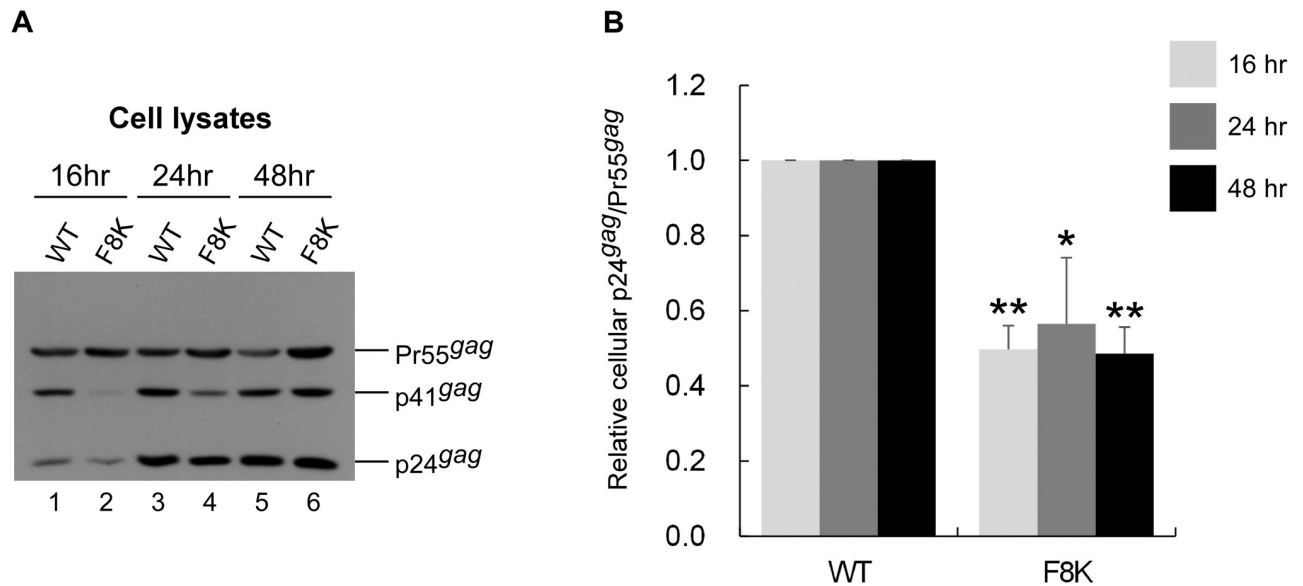 A
Cell lysates
16hr 24hr 48hr
WT F8K WT F8K WT F8K
Pr55gag
p41gag
p24gag
1 2 3 4 5 6
B
Relative cellular p24gag/Pr55gag
1.2
1.0
0.8
0.6
0.4
0.2
0.0
** * **
WT F8K
16 hr
24 hr
48 hr